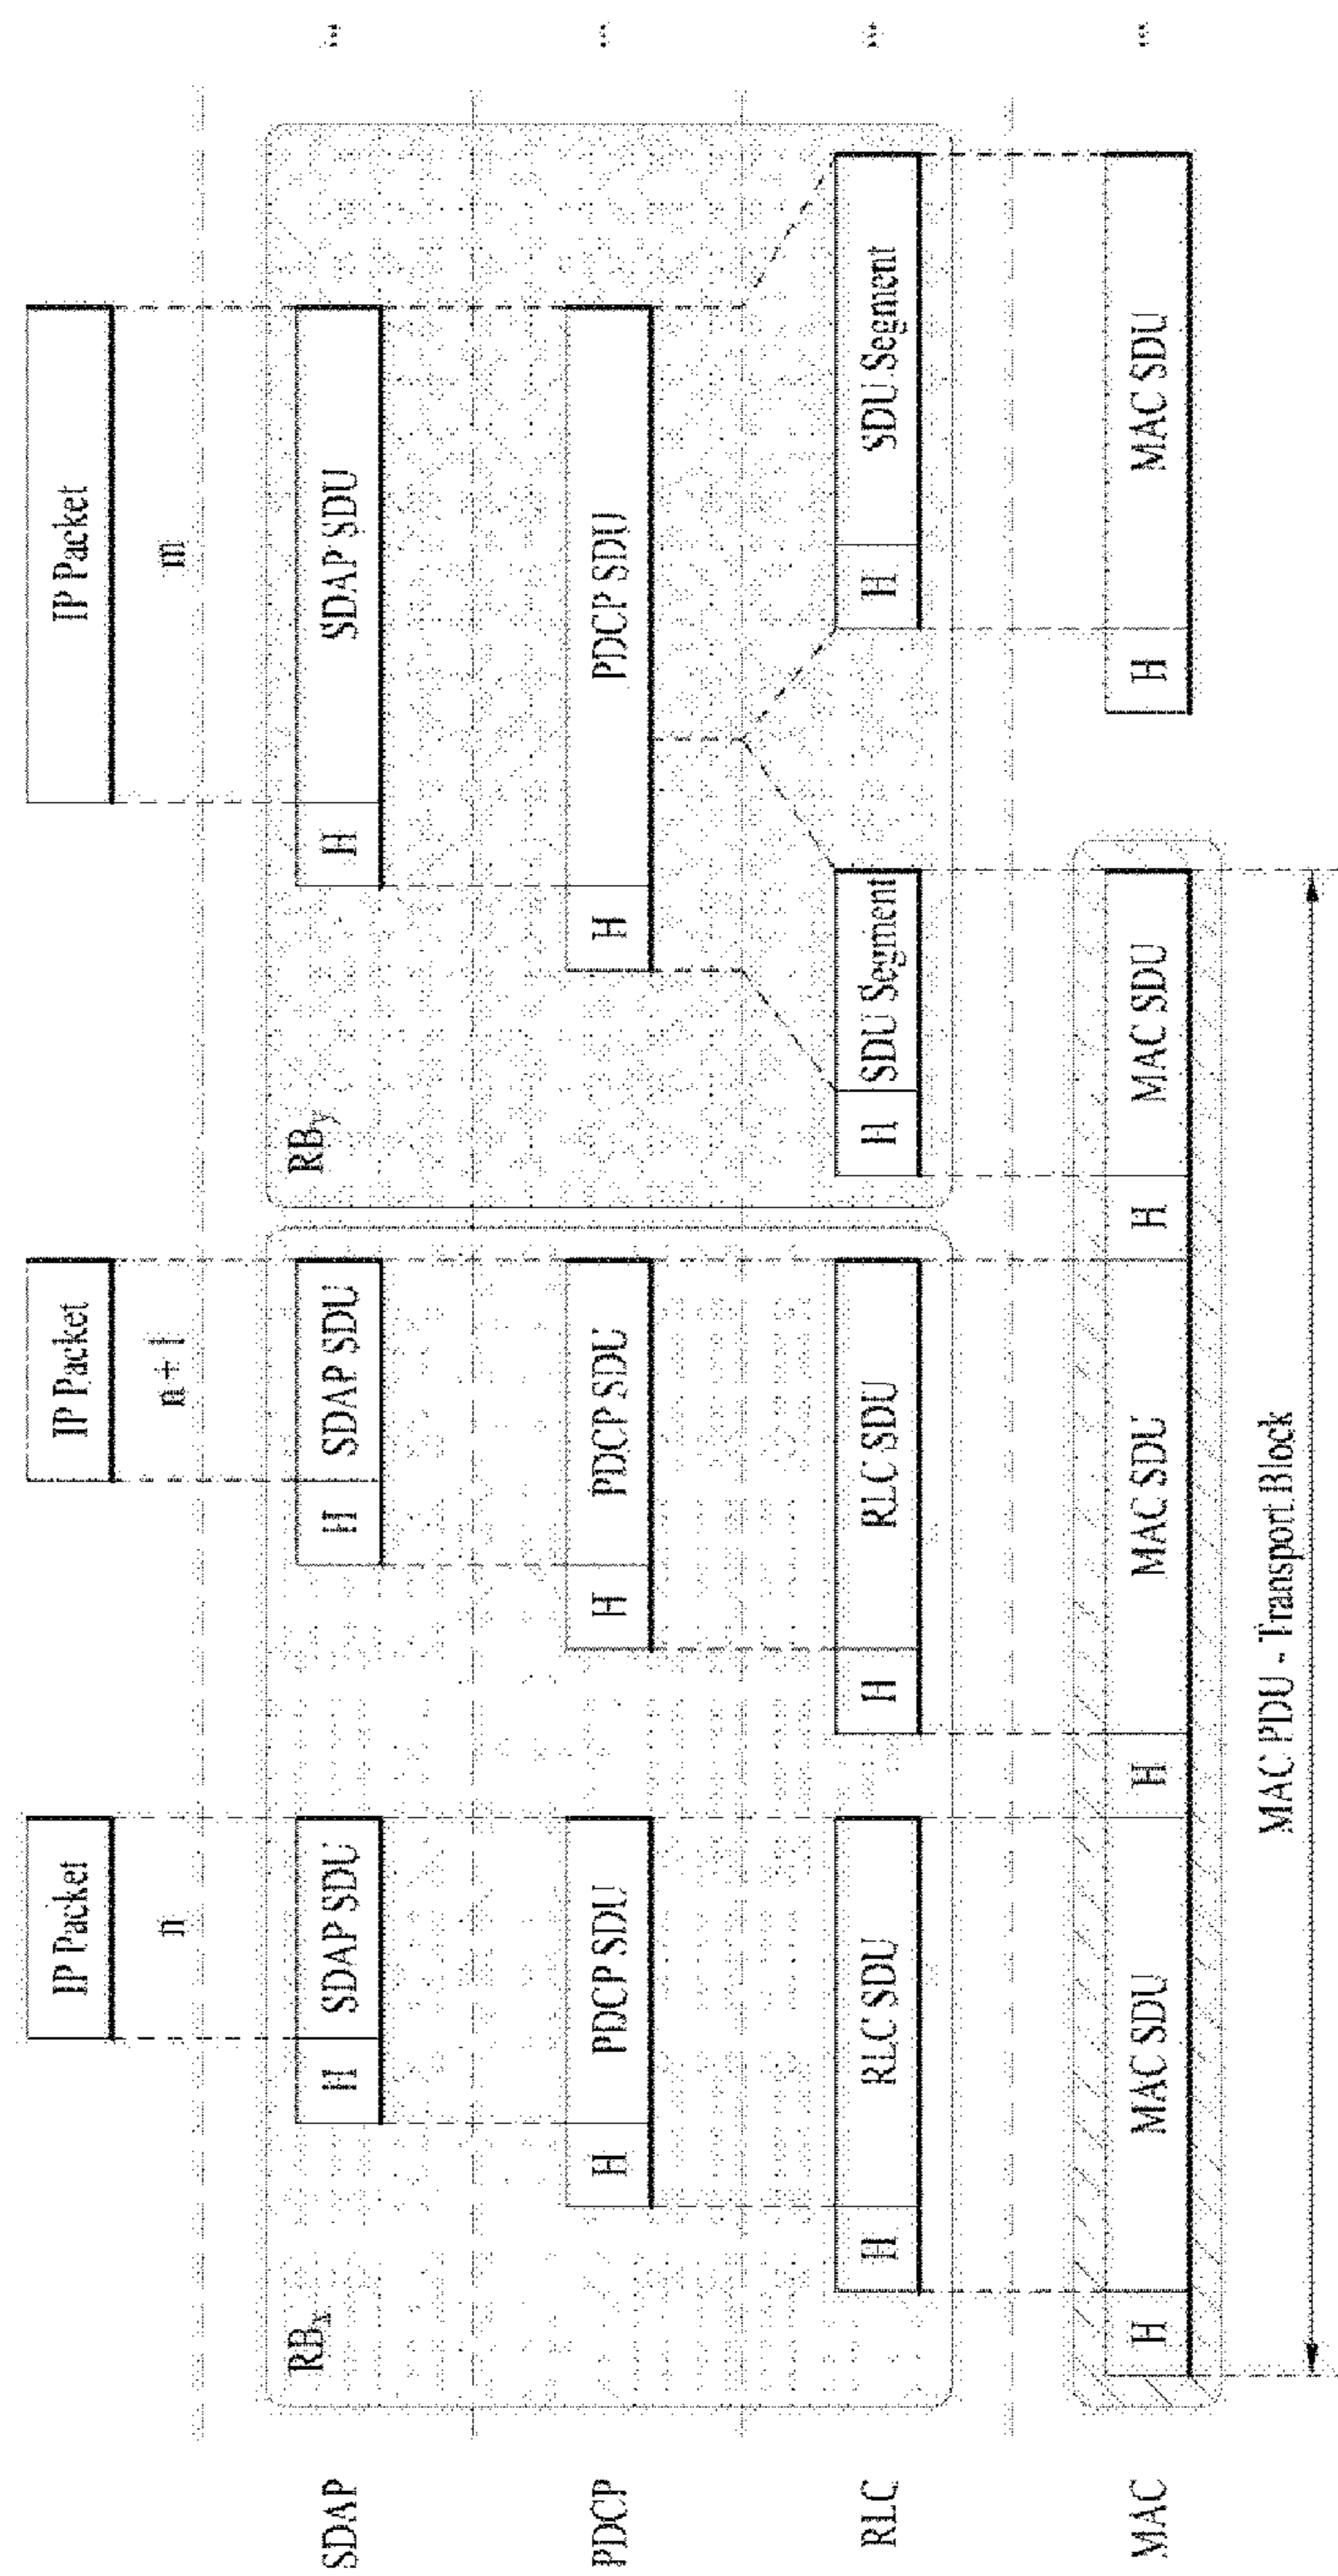 IP Packet
IP Packet
IP Packet
n
n+1
m
SDAP
RBx
RBy
H
SDAP SDU
H
SDAP SDU
H
SDAP SDU
PDCP
H
PDCP SDU
H
PDCP SDU
H
PDCP SDU
RLC
H
RLC SDU
H
RLC SDU
H
SDU Segment
H
SDU Segment
MAC
H
MAC SDU
H
MAC SDU
H
MAC SDU
H
MAC SDU
MAC PDU - Transport Block